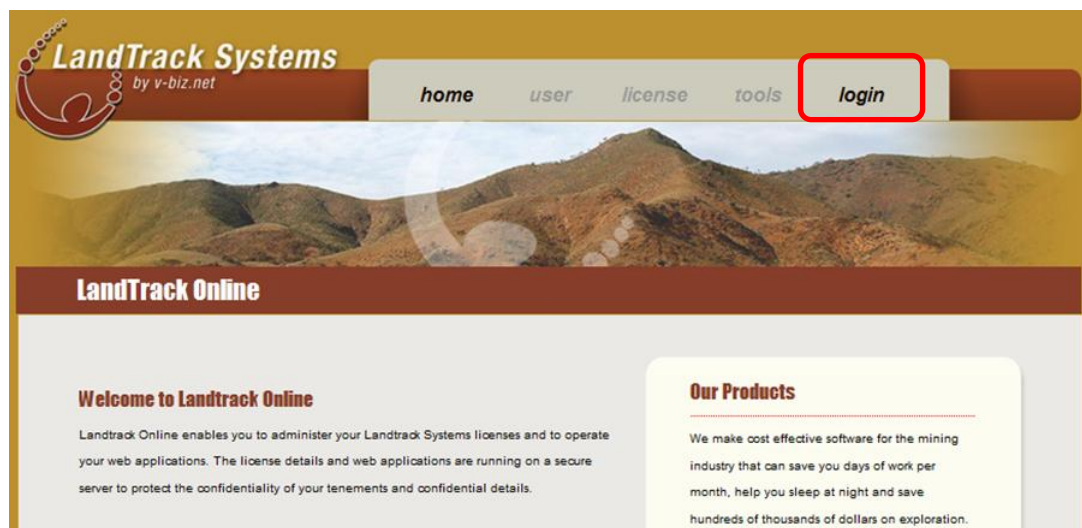 LandTrack Systems
by v-biz.net
home user license tools login
LandTrack Online
Welcome to Landtrack Online
Landtrack Online enables you to administer your Landtrack Systems licenses and to operate
your web applications. The license details and web applications are running on a secure
server to protect the confidentiality of your tenements and confidential details.
Our Products
We make cost effective software for the mining
industry that can save you days of work per
month, help you sleep at night and save
hundreds of thousands of dollars on exploration.